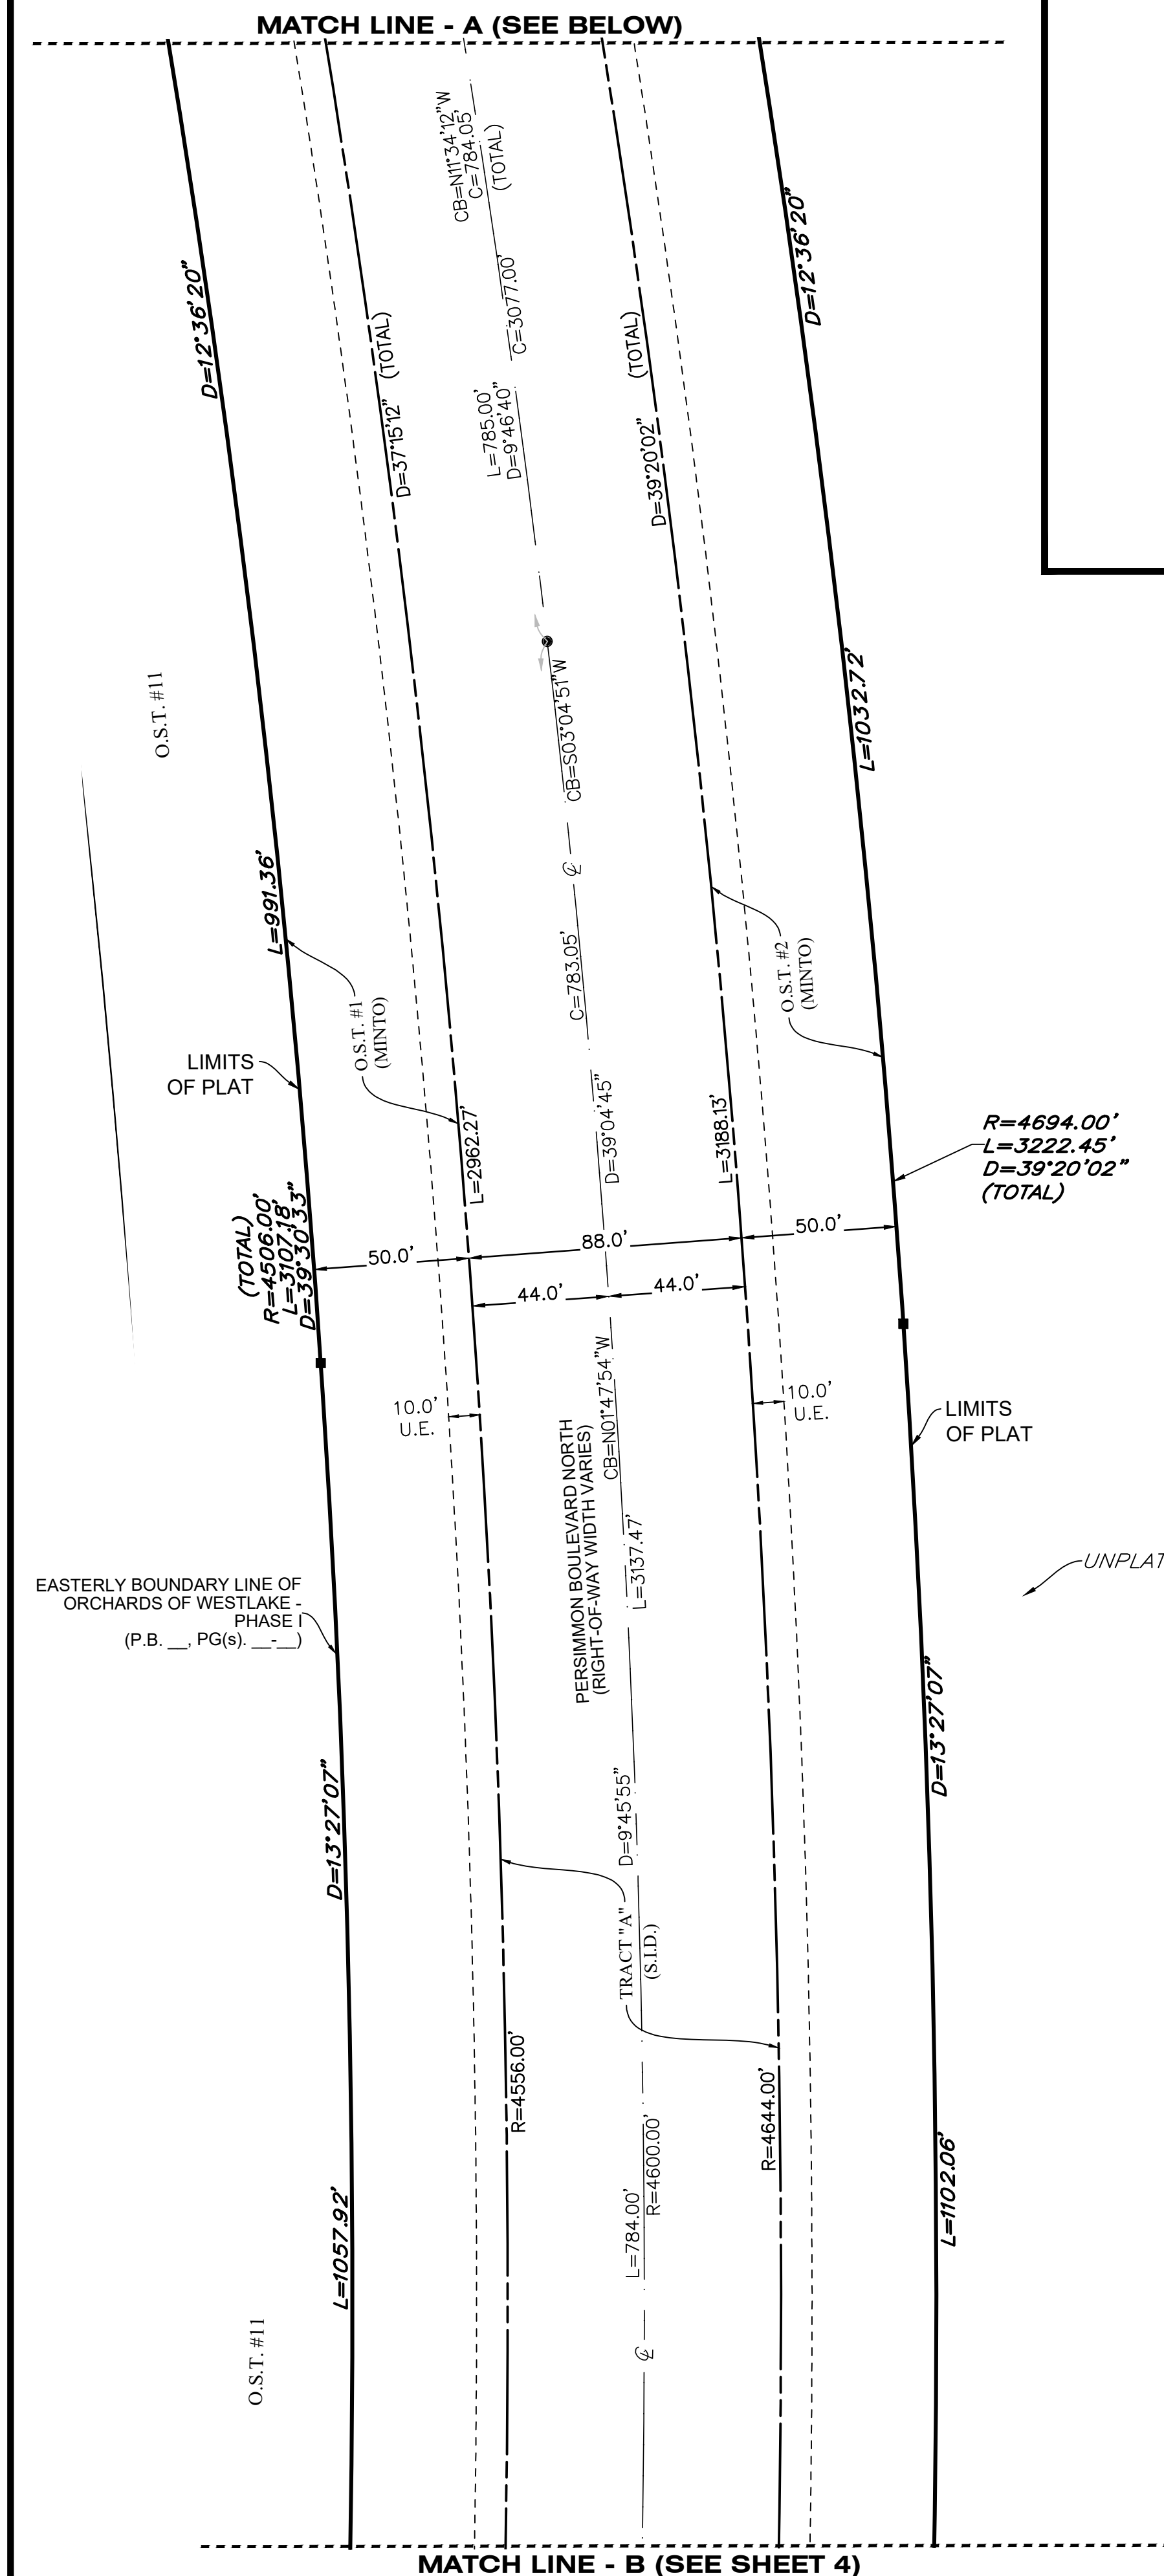 MATCH LINE - A (SEE BELOW)
CB=N11°34'12"W
C=784.05'
(TOTAL)
D=12°36'20"
D=12°36'20"
C=3077.00'
D=37°15'12" (TOTAL)
(TOTAL)
D=39°20'02"
L=785.00'
D=9°46'40"
O.S.T. #11
CB=S03°04'51"W
L=1032.72'
℄
L=991.36'
C=783.05'
O.S.T. #1
(MINTO)
O.S.T. #2
(MINTO)
LIMITS
OF PLAT
L=2962.27'
D=39°04'45"
L=3188.13'
R=4694.00'
L=3222.45'
D=39°20'02"
(TOTAL)
(TOTAL)
R=4506.00'
L=3107.18'
D=39°30'33"
50.0'
88.0'
50.0'
44.0'
44.0'
10.0'
U.E.
10.0'
U.E.
CB=N01°47'54"W
LIMITS
OF PLAT
PERSIMMON BOULEVARD NORTH
(RIGHT-OF-WAY WIDTH VARIES)
L=3137.47'
UNPLAT
EASTERLY BOUNDARY LINE OF
ORCHARDS OF WESTLAKE -
PHASE I
(P.B. __, PG(s). __-__)
D=13°27'07"
D=13°27'07"
D=9°45'55"
TRACT "A"
(S.I.D.)
R=4556.00'
R=4644.00'
L=784.00'
R=4600.00'
L=1057.92'
L=1102.06'
℄
O.S.T. #11
MATCH LINE - B (SEE SHEET 4)